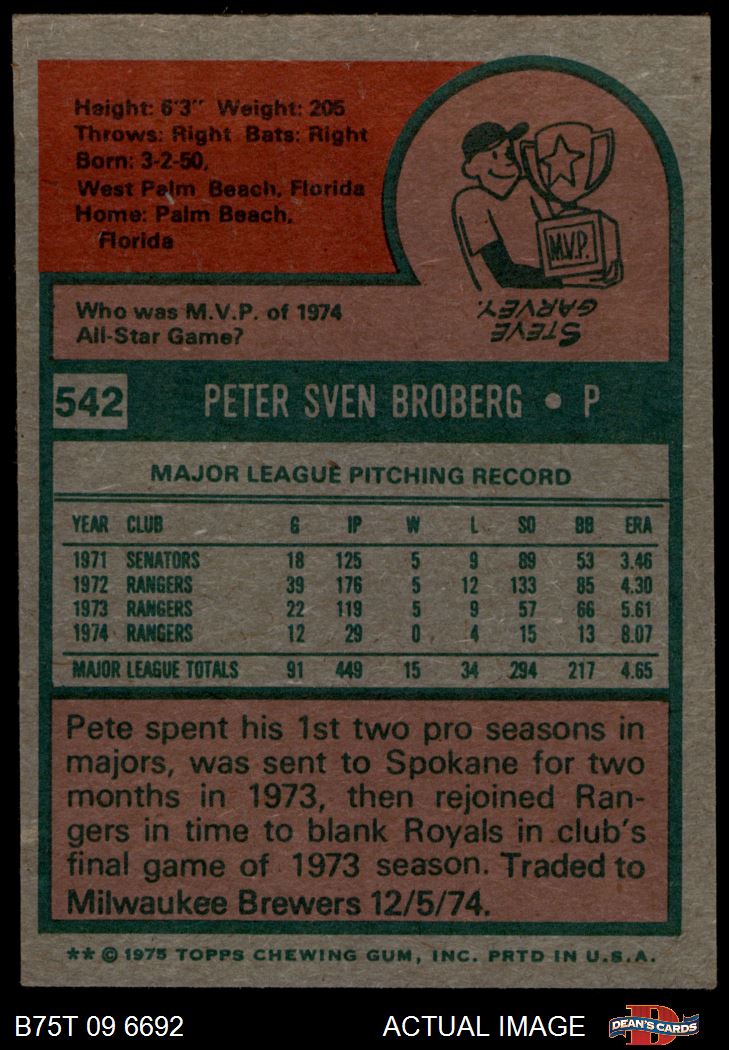 Height: 6'3" Weight: 205
Throws: Right Bats: Right
Born: 3-2-50,
West Palm Beach, Florida
Home: Palm Beach,
Florida
M.V.P.
STEVE
GARVEY.
Who was M.V.P. of 1974
All-Star Game?
542 PETER SVEN BROBERG • P
MAJOR LEAGUE PITCHING RECORD
YEAR CLUB G IP W L SO BB ERA
1971 SENATORS 18 125 5 9 89 53 3.46
1972 RANGERS 39 176 5 12 133 85 4.30
1973 RANGERS 22 119 5 9 57 66 5.61
1974 RANGERS 12 29 0 4 15 13 8.07
MAJOR LEAGUE TOTALS 91 449 15 34 294 217 4.65
Pete spent his 1st two pro seasons in
majors, was sent to Spokane for two
months in 1973, then rejoined Ran-
gers in time to blank Royals in club's
final game of 1973 season. Traded to
Milwaukee Brewers 12/5/74.
** © 1975 TOPPS CHEWING GUM, INC. PRTD IN U.S.A.
B75T 09 6692 ACTUAL IMAGE D DEAN'S CARDS